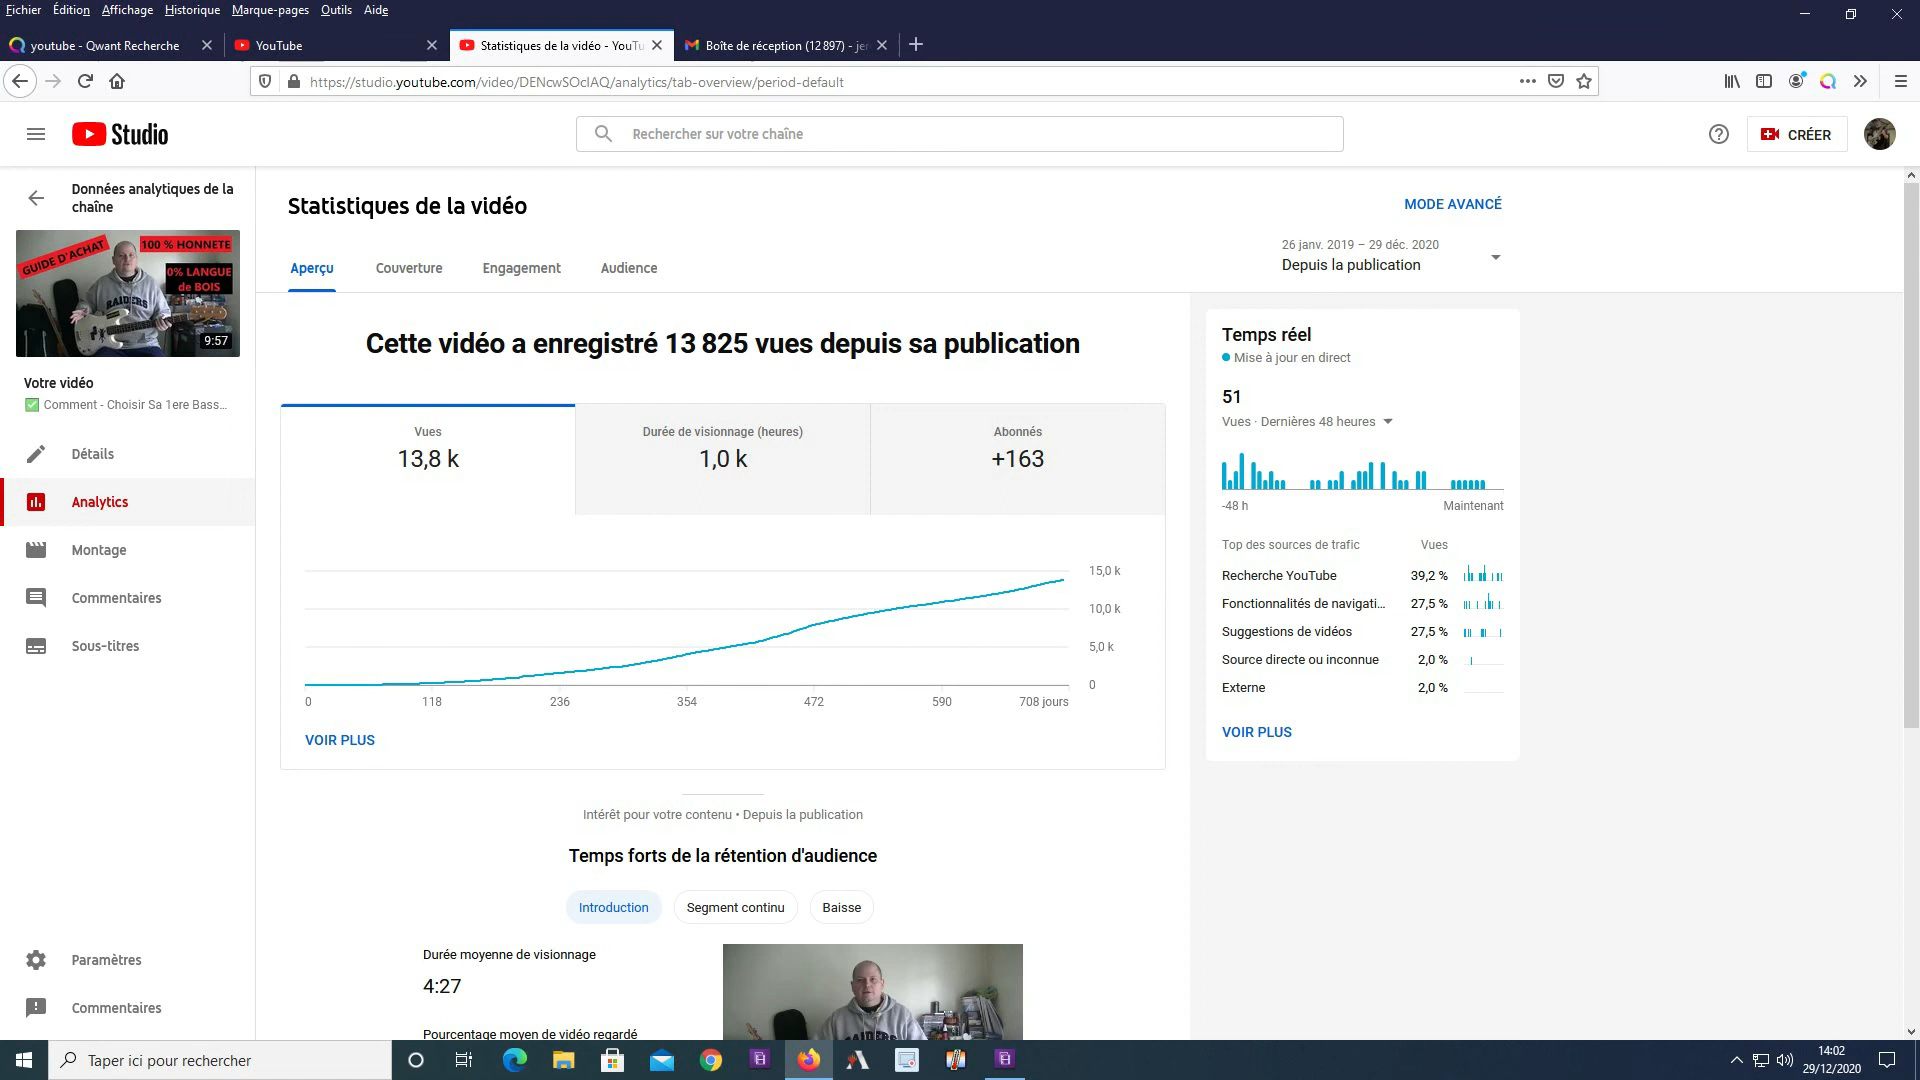 Fichier Édition Affichage Historique Marque-pages Outils Aide
youtube - Qwant Recherche
YouTube
Statistiques de la vidéo - YouTu
Boîte de réception (12 897) - jer
https://studio.youtube.com/video/DENcwSOcIAQ/analytics/tab-overview/period-default
Studio
Rechercher sur votre chaîne
CRÉER
Données analytiques de la
chaîne
GUIDE D'ACHAT
100 % HONNETE
0% LANGUE
de BOIS
RAIDERS
9:57
Votre vidéo
Comment - Choisir Sa 1ere Bass...
Détails
Analytics
Montage
Commentaires
Sous-titres
Paramètres
Commentaires
Statistiques de la vidéo
MODE AVANCÉ
Aperçu
Couverture
Engagement
Audience
26 janv. 2019 – 29 déc. 2020
Depuis la publication
Cette vidéo a enregistré 13 825 vues depuis sa publication
Vues
13,8 k
Durée de visionnage (heures)
1,0 k
Abonnés
+163
15,0 k
10,0 k
5,0 k
0
0 118 236 354 472 590 708 jours
VOIR PLUS
Intérêt pour votre contenu • Depuis la publication
Temps forts de la rétention d'audience
Introduction
Segment continu
Baisse
Durée moyenne de visionnage
4:27
Pourcentage moyen de vidéo regardé
RAIDERS
Temps réel
Mise à jour en direct
51
Vues · Dernières 48 heures
-48 h Maintenant
Top des sources de trafic Vues
Recherche YouTube 39,2 %
Fonctionnalités de navigati... 27,5 %
Suggestions de vidéos 27,5 %
Source directe ou inconnue 2,0 %
Externe 2,0 %
VOIR PLUS
Taper ici pour rechercher
14:02
29/12/2020